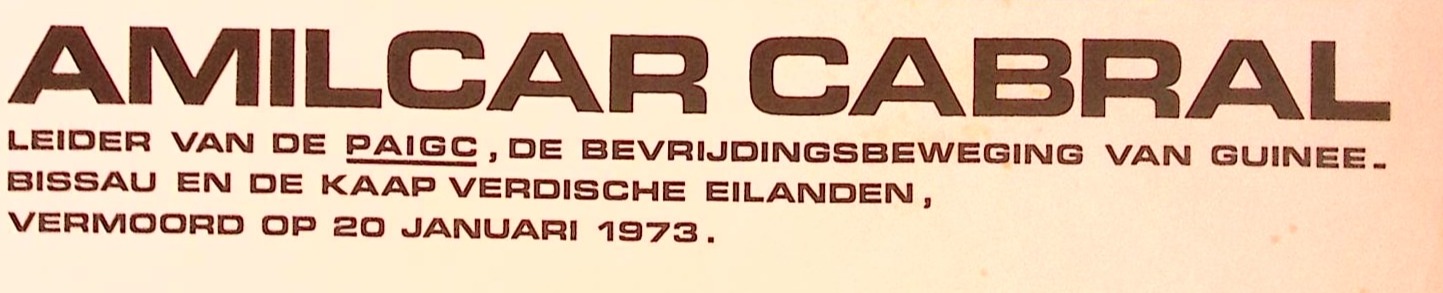 AMILCAR CABRAL
LEIDER VAN DE PAIGC, DE BEVRIJDINGSBEWEGING VAN GUINEE-
BISSAU EN DE KAAP VERDISCHE EILANDEN,
VERMOORD OP 20 JANUARI 1973.